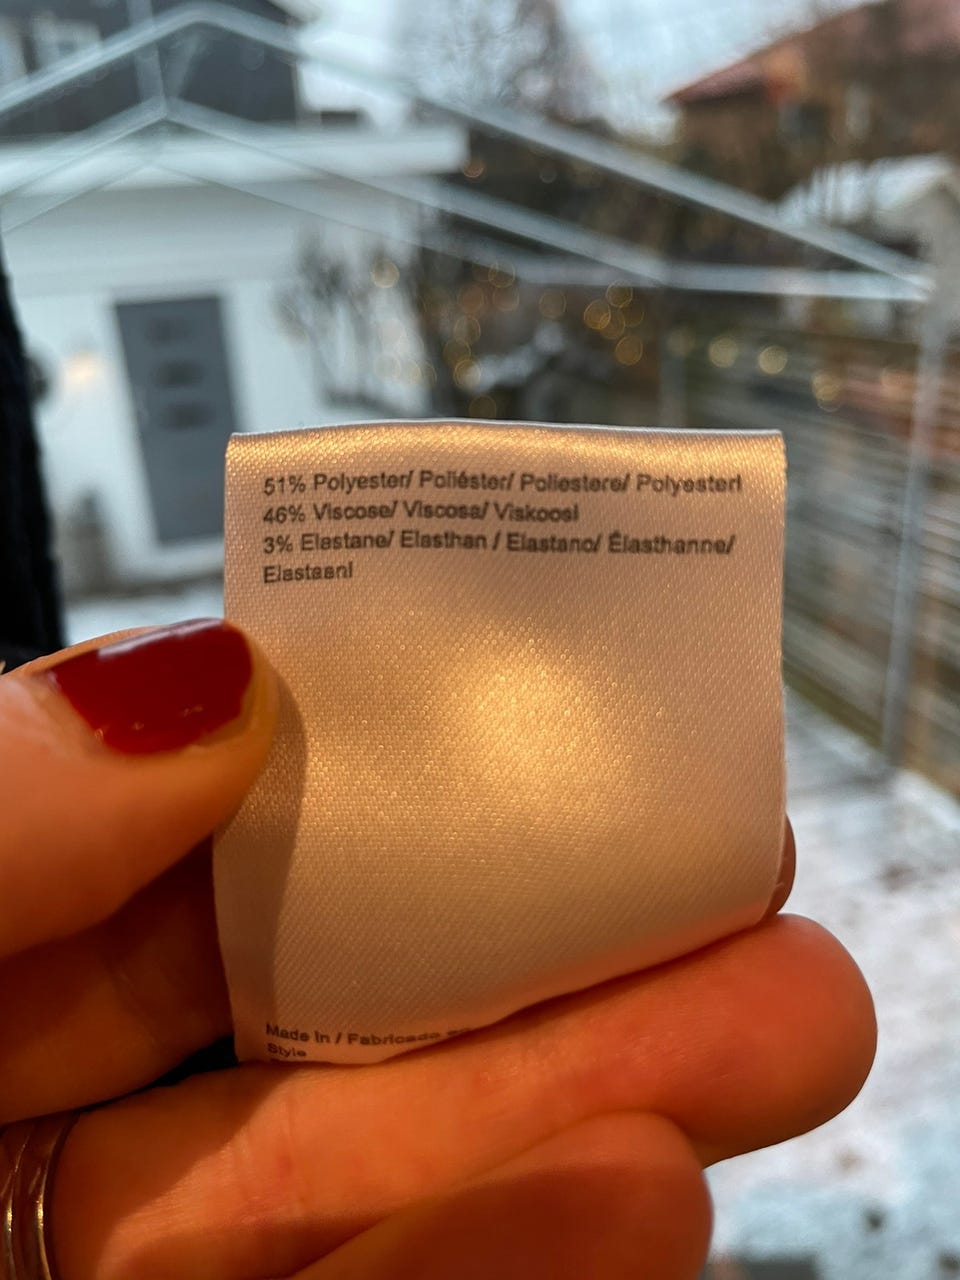 51% Polyester/ Poliéster/ Poliestere/ Polyesteri
46% Viscose/ Viscosa/ Viskoosi
3% Elastane/ Elasthan / Elastano/ Élasthanne/
Elastaani
Made in / Fabricado
Style